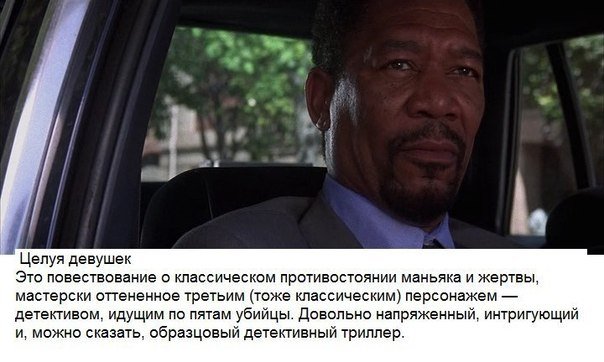 Целуя девушек
Это повествование о классическом противостоянии маньяка и жертвы,
мастерски оттененное третьим (тоже классическим) персонажем —
детективом, идущим по пятам убийцы. Довольно напряженный, интригующий
и, можно сказать, образцовый детективный триллер.